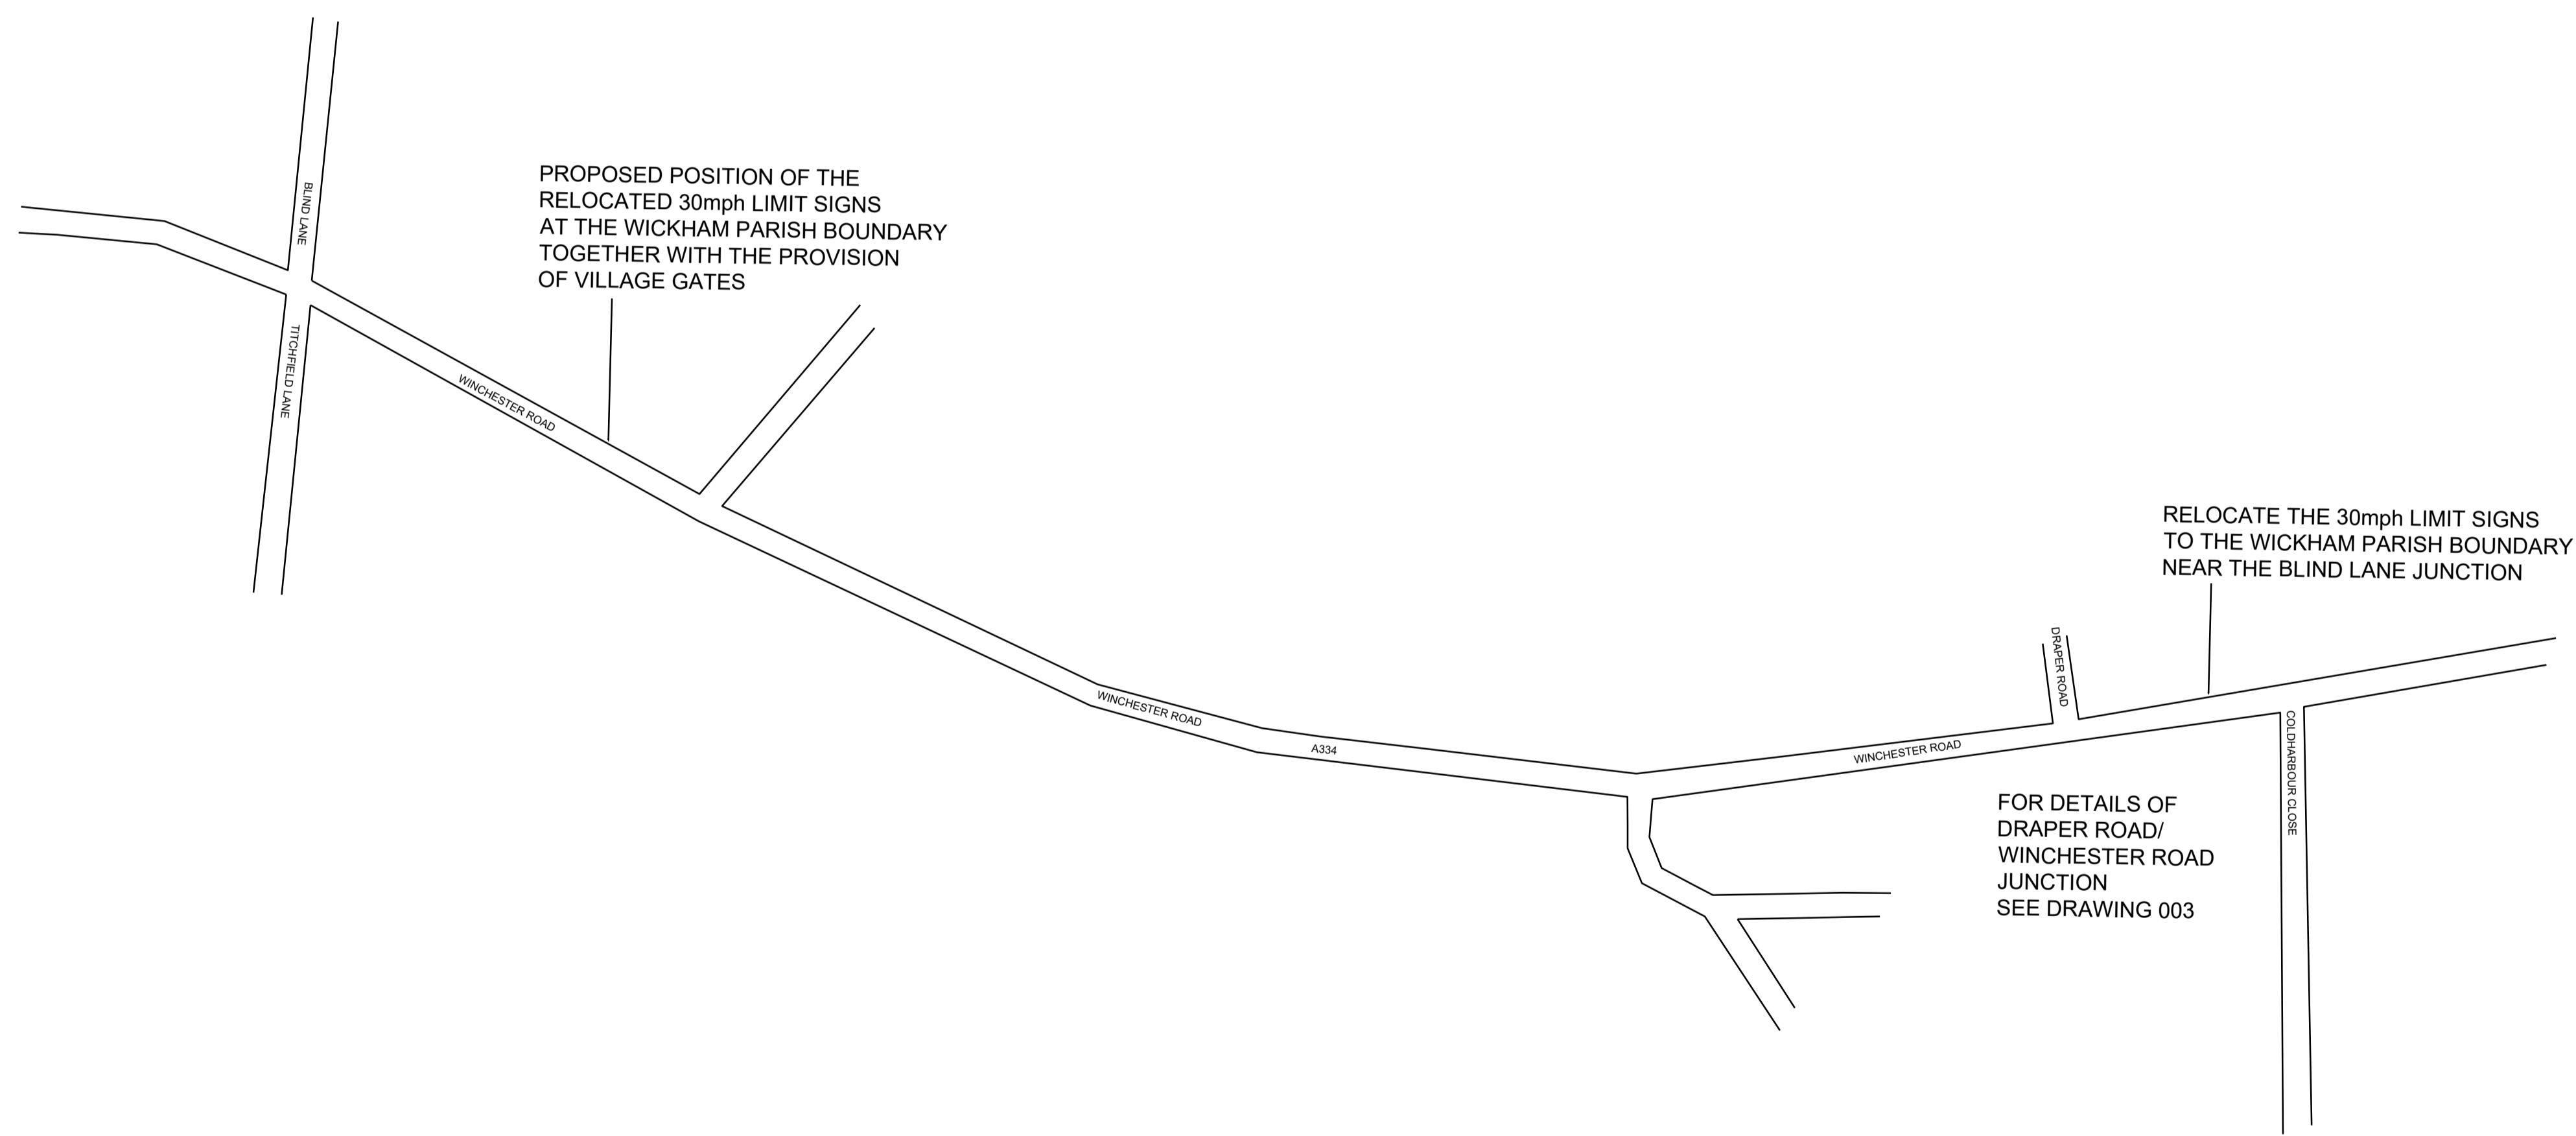 BLIND LANE
TITCHFIELD LANE
PROPOSED POSITION OF THE
RELOCATED 30mph LIMIT SIGNS
AT THE WICKHAM PARISH BOUNDARY
TOGETHER WITH THE PROVISION
OF VILLAGE GATES
WINCHESTER ROAD
WINCHESTER ROAD
A334
WINCHESTER ROAD
DRAPER ROAD
RELOCATE THE 30mph LIMIT SIGNS
TO THE WICKHAM PARISH BOUNDARY
NEAR THE BLIND LANE JUNCTION
COLDHARBOUR CLOSE
FOR DETAILS OF
DRAPER ROAD/
WINCHESTER ROAD
JUNCTION
SEE DRAWING 003